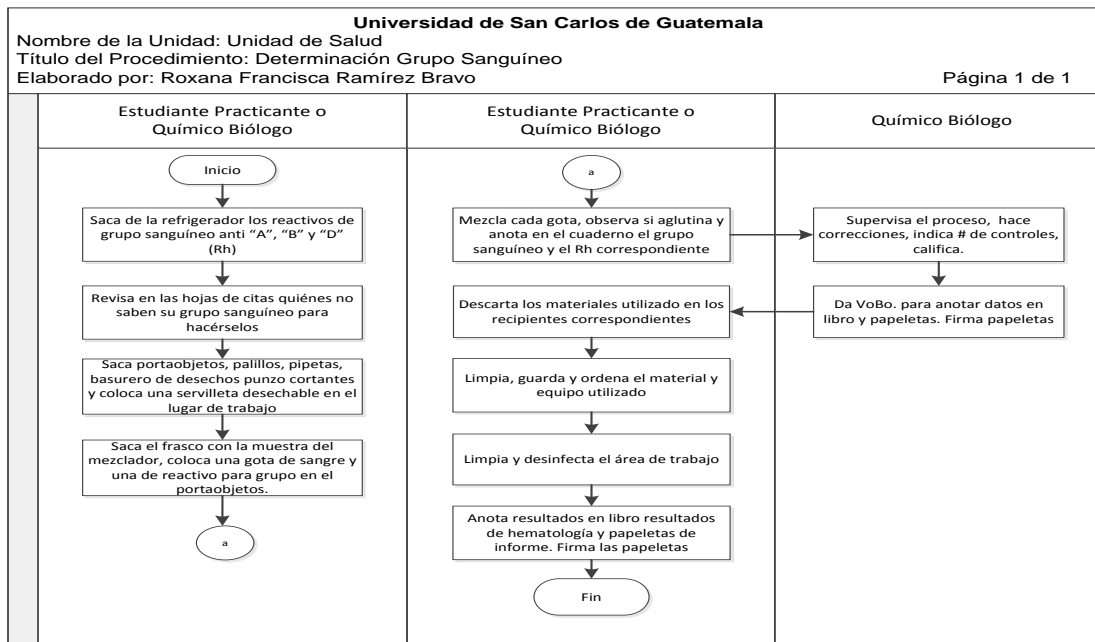 Universidad de San Carlos de Guatemala
Nombre de la Unidad: Unidad de Salud
Título del Procedimiento: Determinación Grupo Sanguíneo
Elaborado por: Roxana Francisca Ramírez Bravo
Página 1 de 1
Estudiante Practicante o
Químico Biólogo
Inicio
Saca de la refrigerador los reactivos de
grupo sanguíneo anti “A”, “B” y “D”
(Rh)
Revisa en las hojas de citas quiénes no
saben su grupo sanguíneo para
hacérselos
Saca portaobjetos, palillos, pipetas,
basurero de desechos punzo cortantes
y coloca una servilleta desechable en el
lugar de trabajo
Saca el frasco con la muestra del
mezclador, coloca una gota de sangre y
una de reactivo para grupo en el
portaobjetos.
a
Estudiante Practicante o
Químico Biólogo
a
Mezcla cada gota, observa si aglutina y
anota en el cuaderno el grupo
sanguíneo y el Rh correspondiente
Descarta los materiales utilizado en los
recipientes correspondientes
Limpia, guarda y ordena el material y
equipo utilizado
Limpia y desinfecta el área de trabajo
Anota resultados en libro resultados
de hematología y papeletas de
informe. Firma las papeletas
Fin
Químico Biólogo
Supervisa el proceso, hace
correcciones, indica # de controles,
califica.
Da VoBo. para anotar datos en
libro y papeletas. Firma papeletas